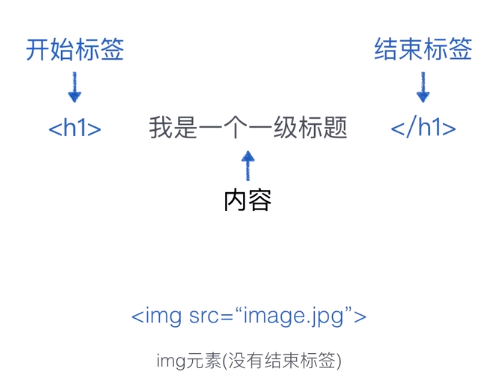 开始标签 结束标签
<h1> 我是一个一级标题 </h1>
内容
<img src=“image.jpg”>
img元素(没有结束标签)